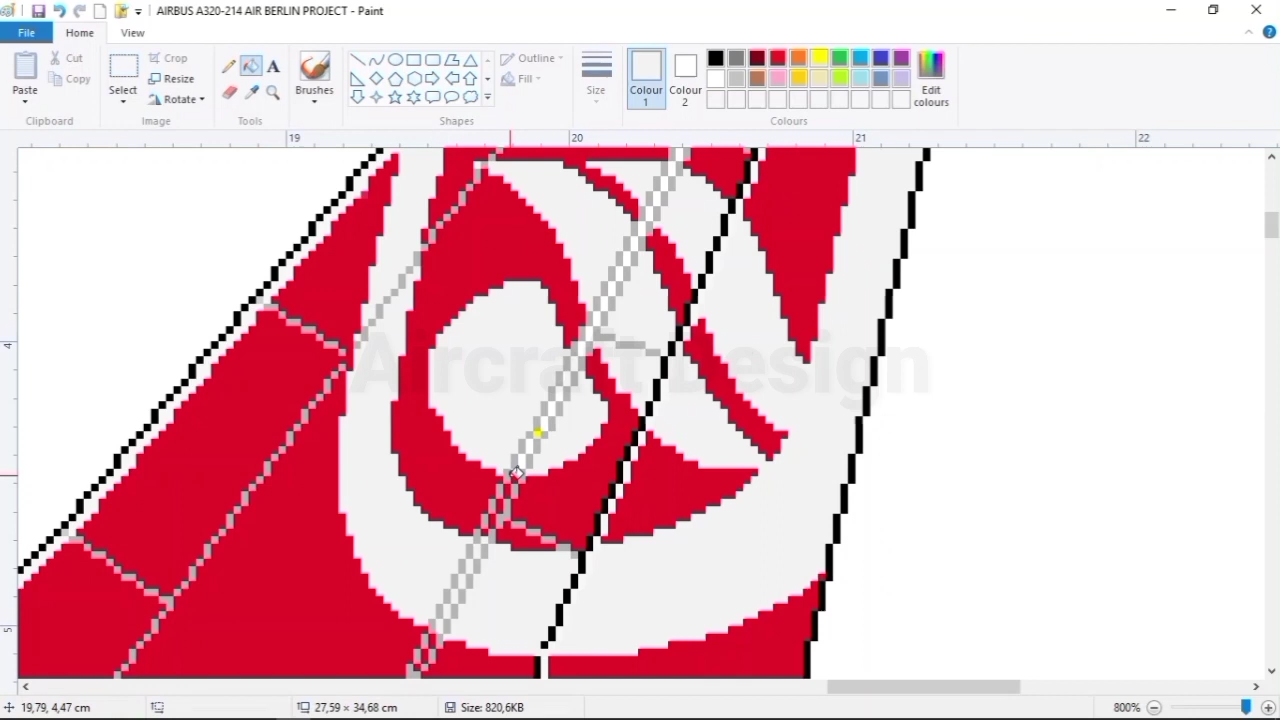 AIRBUS A320-214 AIR BERLIN PROJECT - Paint
File Home View
Paste Cut Copy
Clipboard
Select Crop Resize Rotate
Image
A
Tools
Brushes
Outline Fill
Shapes
Size
Colour 1
Colour 2
Edit colours
Colours
19 20 21 22
4
Aircraft Design
5
19,79, 4,47 cm 27,59 × 34,68 cm Size: 820,6KB 800%